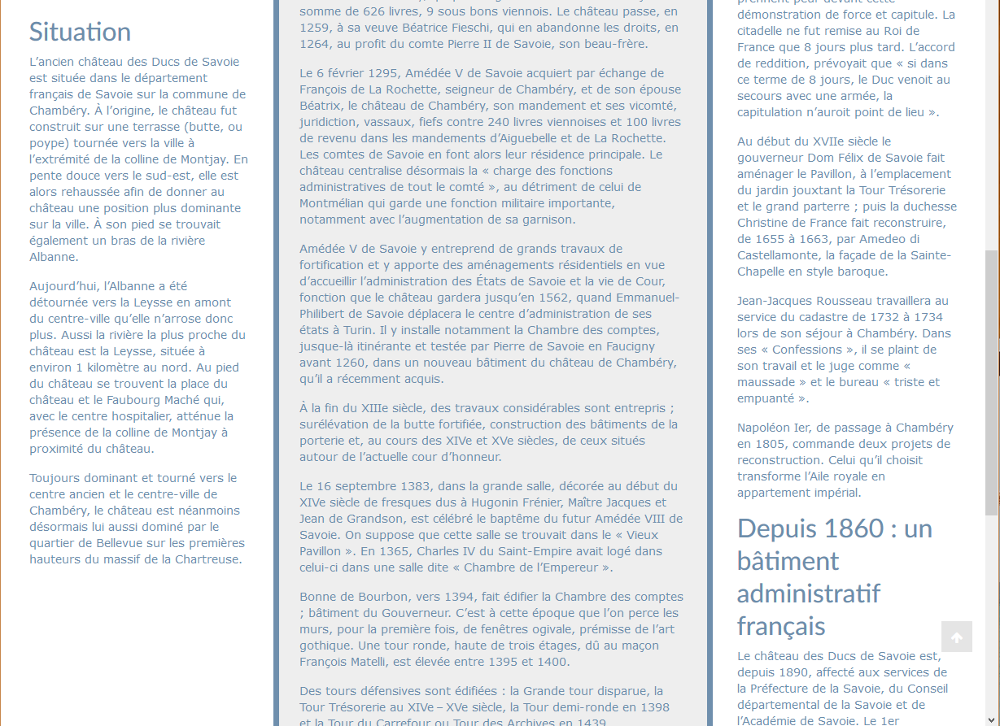 Situation
L’ancien château des Ducs de Savoie
est située dans le département
français de Savoie sur la commune de
Chambéry. À l’origine, le château fut
construit sur une terrasse (butte, ou
poype) tournée vers la ville à
l’extrémité de la colline de Montjay. En
pente douce vers le sud-est, elle est
alors rehaussée afin de donner au
château une position plus dominante
sur la ville. À son pied se trouvait
également un bras de la rivière
Albanne.
Aujourd’hui, l’Albanne a été
détournée vers la Leysse en amont
du centre-ville qu’elle n’arrose donc
plus. Aussi la rivière la plus proche du
château est la Leysse, située à
environ 1 kilomètre au nord. Au pied
du château se trouvent la place du
château et le Faubourg Maché qui,
avec le centre hospitalier, atténue la
présence de la colline de Montjay à
proximité du château.
Toujours dominant et tourné vers le
centre ancien et le centre-ville de
Chambéry, le château est néanmoins
désormais lui aussi dominé par le
quartier de Bellevue sur les premières
hauteurs du massif de la Chartreuse.
somme de 626 livres, 9 sous bons viennois. Le château passe, en
1259, à sa veuve Béatrice Fieschi, qui en abandonne les droits, en
1264, au profit du comte Pierre II de Savoie, son beau-frère.
Le 6 février 1295, Amédée V de Savoie acquiert par échange de
François de La Rochette, seigneur de Chambéry, et de son épouse
Béatrix, le château de Chambéry, son mandement et ses vicomté,
juridiction, vassaux, fiefs contre 240 livres viennoises et 100 livres
de revenu dans les mandements d’Aiguebelle et de La Rochette.
Les comtes de Savoie en font alors leur résidence principale. Le
château centralise désormais la « charge des fonctions
administratives de tout le comté », au détriment de celui de
Montmélian qui garde une fonction militaire importante,
notamment avec l’augmentation de sa garnison.
Amédée V de Savoie y entreprend de grands travaux de
fortification et y apporte des aménagements résidentiels en vue
d’accueillir l’administration des États de Savoie et la vie de Cour,
fonction que le château gardera jusqu’en 1562, quand Emmanuel-
Philibert de Savoie déplacera le centre d’administration de ses
états à Turin. Il y installe notamment la Chambre des comptes,
jusque-là itinérante et testée par Pierre de Savoie en Faucigny
avant 1260, dans un nouveau bâtiment du château de Chambéry,
qu’il a récemment acquis.
À la fin du XIIIe siècle, des travaux considérables sont entrepris ;
surélévation de la butte fortifiée, construction des bâtiments de la
porterie et, au cours des XIVe et XVe siècles, de ceux situés
autour de l’actuelle cour d’honneur.
Le 16 septembre 1383, dans la grande salle, décorée au début du
XIVe siècle de fresques dus à Hugonin Frénier, Maître Jacques et
Jean de Grandson, est célébré le baptême du futur Amédée VIII de
Savoie. On suppose que cette salle se trouvait dans le « Vieux
Pavillon ». En 1365, Charles IV du Saint-Empire avait logé dans
celui-ci dans une salle dite « Chambre de l’Empereur ».
Bonne de Bourbon, vers 1394, fait édifier la Chambre des comptes
; bâtiment du Gouverneur. C’est à cette époque que l’on perce les
murs, pour la première fois, de fenêtres ogivale, prémisse de l’art
gothique. Une tour ronde, haute de trois étages, dû au maçon
François Matelli, est élevée entre 1395 et 1400.
Des tours défensives sont édifiées : la Grande tour disparue, la
Tour Trésorerie au XIVe – XVe siècle, la Tour demi-ronde en 1398
et la Tour du Carrefour ou Tour des Archives en 1439.
prennent peur devant cette
démonstration de force et capitule. La
citadelle ne fut remise au Roi de
France que 8 jours plus tard. L’accord
de reddition, prévoyait que « si dans
ce terme de 8 jours, le Duc venoit au
secours avec une armée, la
capitulation n’auroit point de lieu ».
Au début du XVIIe siècle le
gouverneur Dom Félix de Savoie fait
aménager le Pavillon, à l’emplacement
du jardin jouxtant la Tour Trésorerie
et le grand parterre ; puis la duchesse
Christine de France fait reconstruire,
de 1655 à 1663, par Amedeo di
Castellamonte, la façade de la Sainte-
Chapelle en style baroque.
Jean-Jacques Rousseau travaillera au
service du cadastre de 1732 à 1734
lors de son séjour à Chambéry. Dans
ses « Confessions », il se plaint de
son travail et le juge comme «
maussade » et le bureau « triste et
empuanté ».
Napoléon Ier, de passage à Chambéry
en 1805, commande deux projets de
reconstruction. Celui qu’il choisit
transforme l’Aile royale en
appartement impérial.
Depuis 1860 : un
bâtiment
administratif
français
Le château des Ducs de Savoie est,
depuis 1890, affecté aux services de
la Préfecture de la Savoie, du Conseil
départemental de la Savoie et de
l’Académie de Savoie. Le 1er